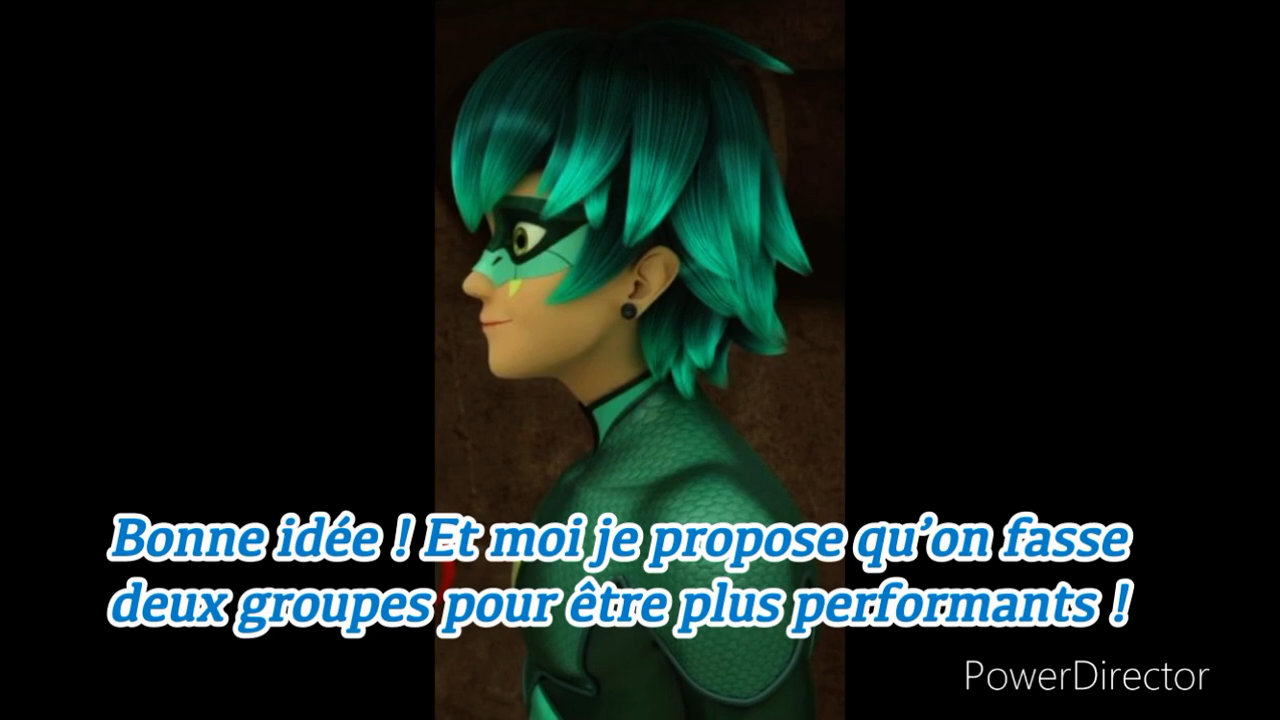 Bonne idée ! Et moi je propose qu’on fasse
deux groupes pour être plus performants !
PowerDirector